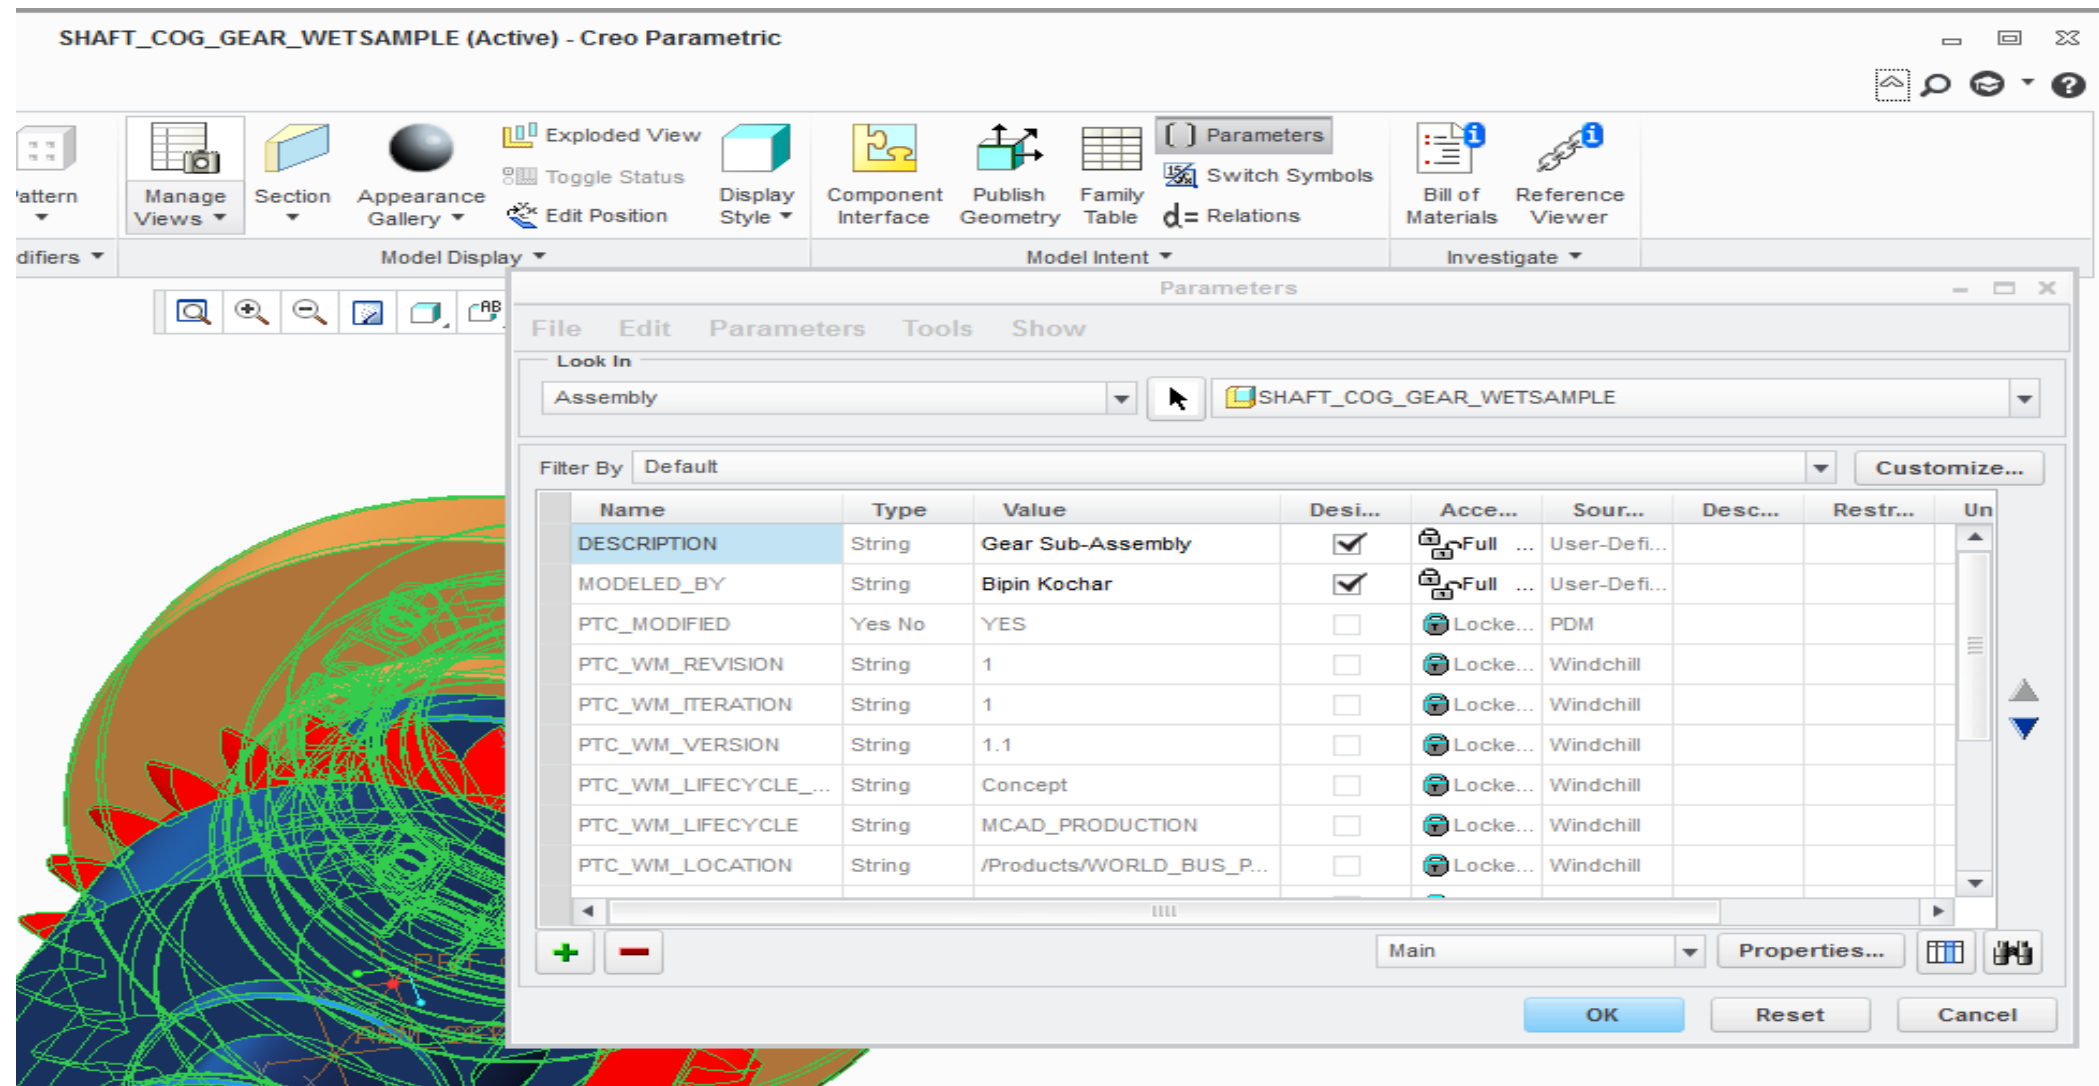 SHAFT_COG_GEAR_WETSAMPLE (Active) - Creo Parametric
attern
Manage Views
Section
Appearance Gallery
Exploded View
Toggle Status
Edit Position
Display Style
Component Interface
Publish Geometry
Family Table
[ ] Parameters
Switch Symbols
d= Relations
Bill of Materials
Reference Viewer
difiers
Model Display
Model Intent
Investigate
AB
Parameters
File Edit Parameters Tools Show
Look In
Assembly
SHAFT_COG_GEAR_WETSAMPLE
Filter By Default Customize...
Name Type Value Desi... Acce... Sour... Desc... Restr... Un
DESCRIPTION String Gear Sub-Assembly Full ... User-Defi...
MODELED_BY String Bipin Kochar Full ... User-Defi...
PTC_MODIFIED Yes No YES Locke... PDM
PTC_WM_REVISION String 1 Locke... Windchill
PTC_WM_ITERATION String 1 Locke... Windchill
PTC_WM_VERSION String 1.1 Locke... Windchill
PTC_WM_LIFECYCLE_... String Concept Locke... Windchill
PTC_WM_LIFECYCLE String MCAD_PRODUCTION Locke... Windchill
PTC_WM_LOCATION String /Products/WORLD_BUS_P... Locke... Windchill
Main Properties...
OK Reset Cancel